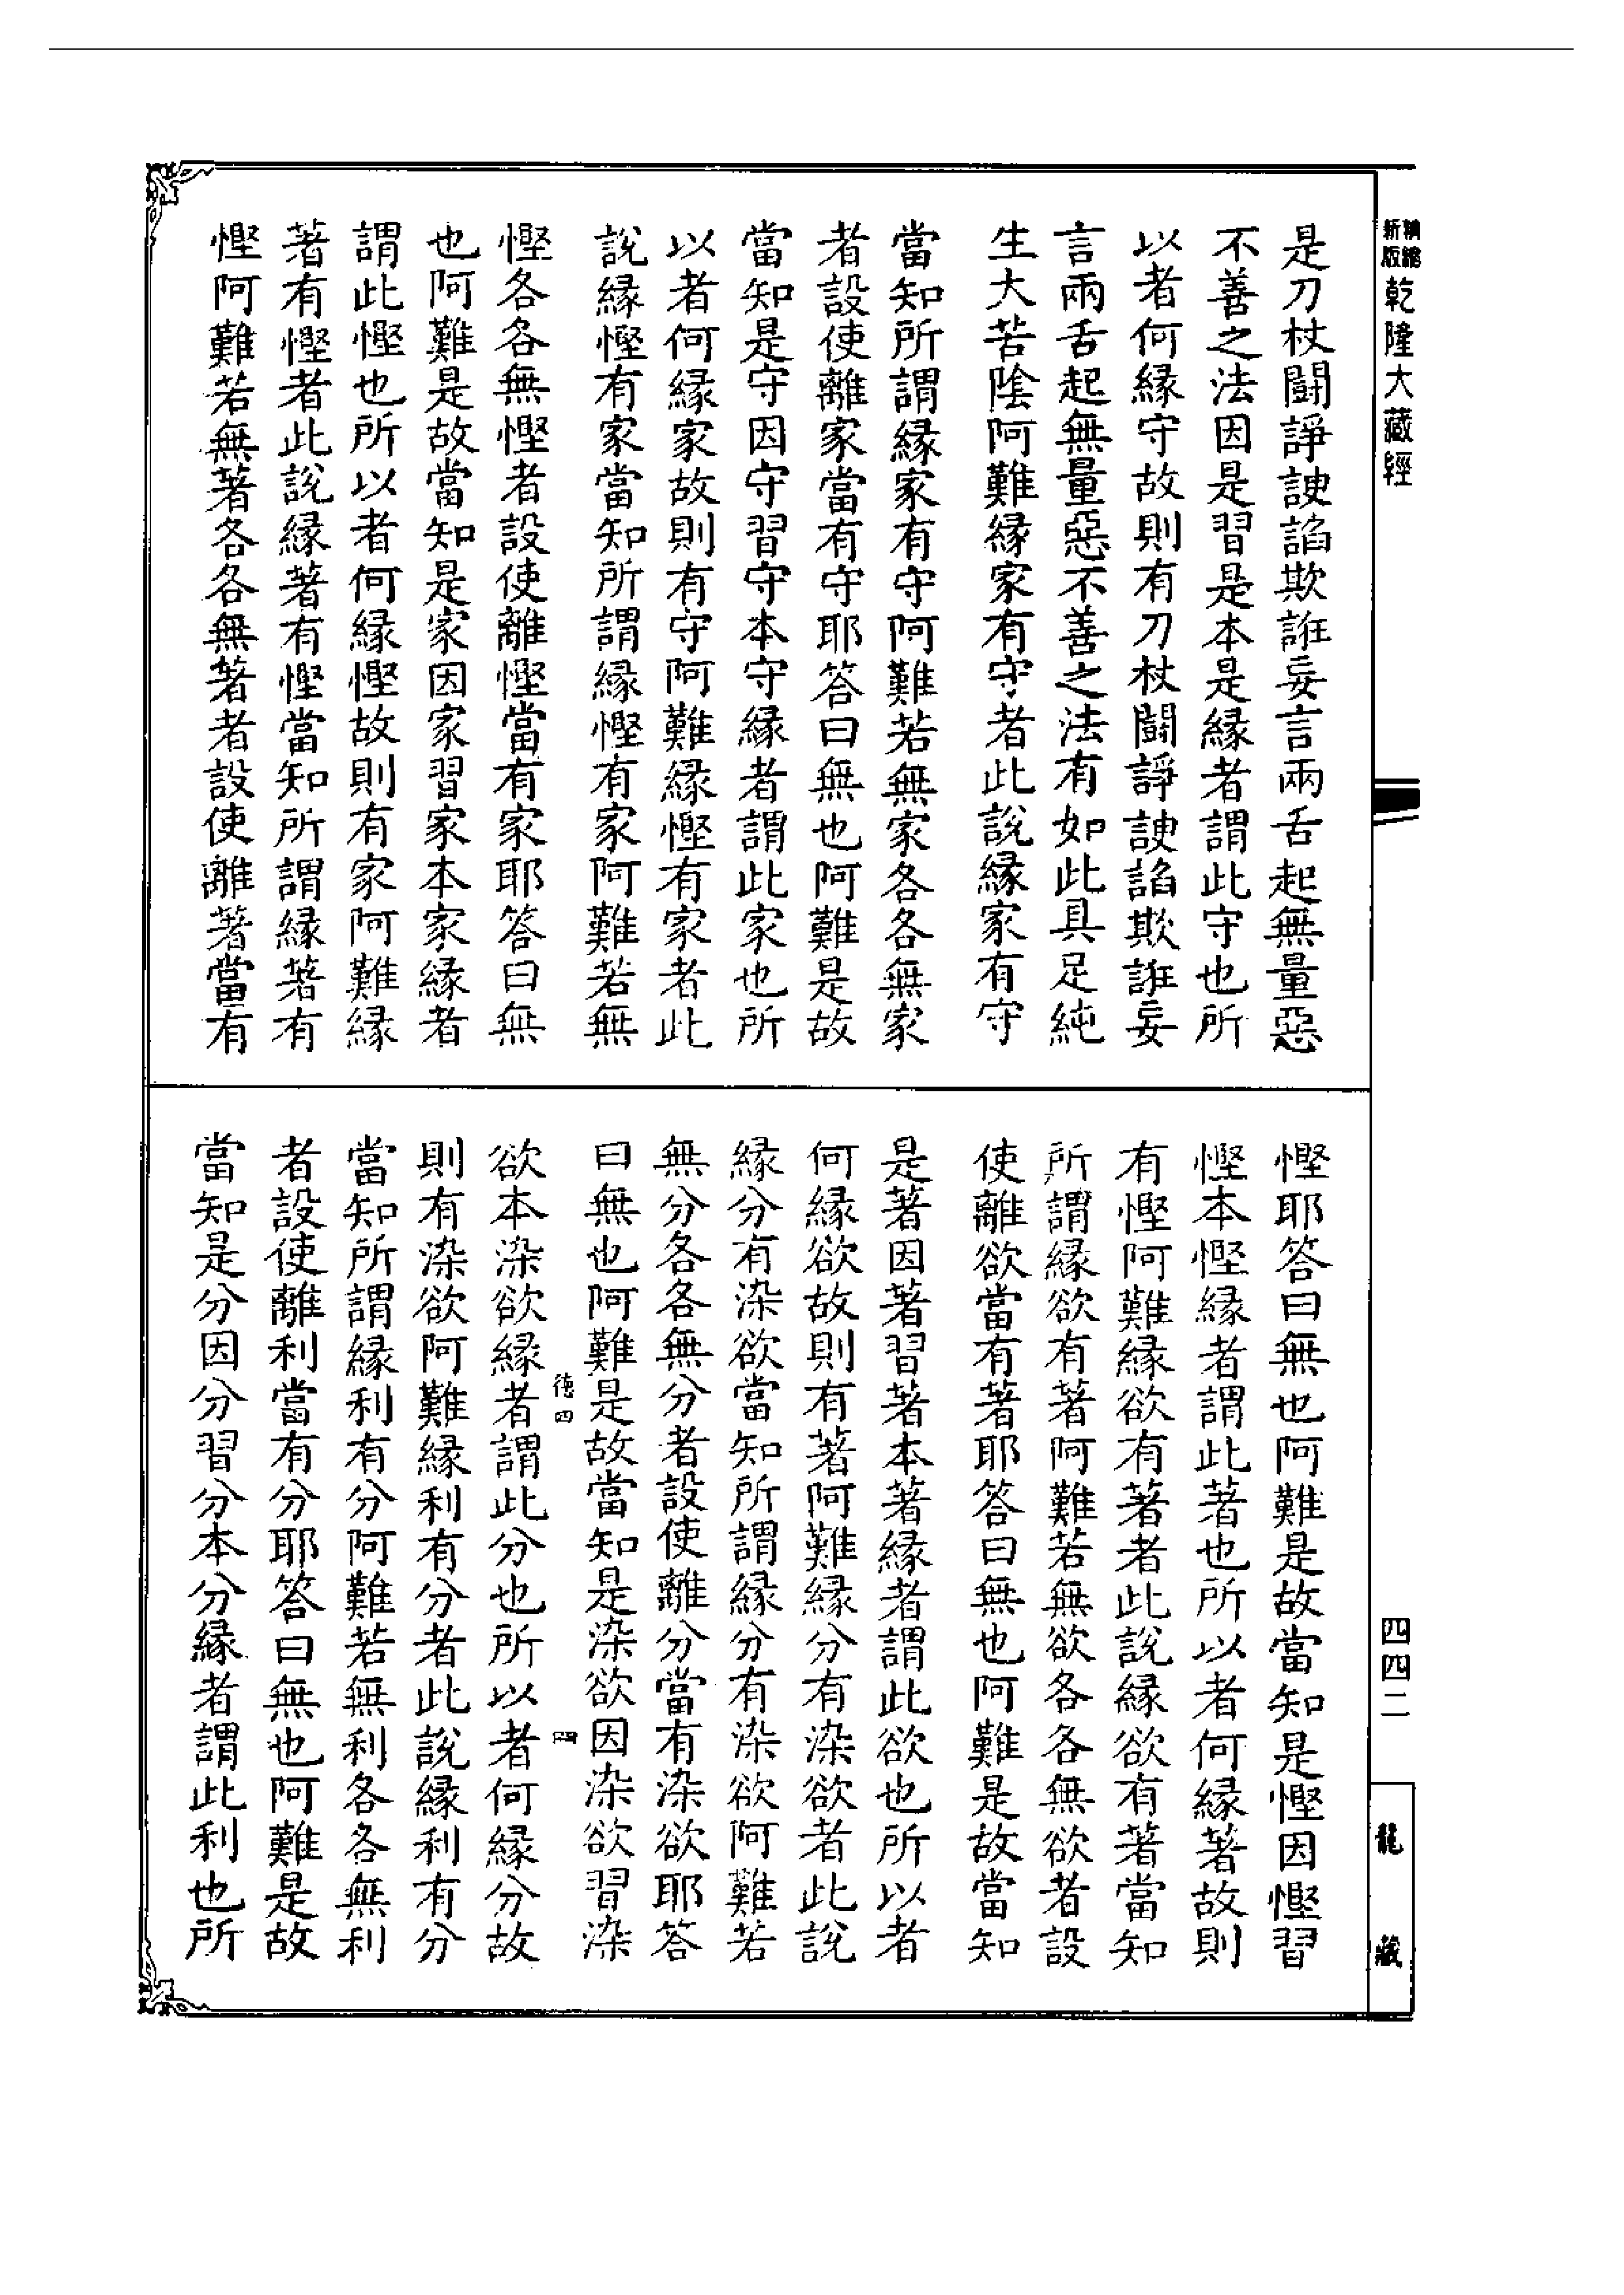 新版精縮乾隆大藏經
是刀杖鬬諍諛諂欺誑妄言兩舌起無量惡
不善之法因是習是本是緣者謂此守也所
以者何緣守故則有刀杖鬬諍諛諂欺誑妄
言兩舌起無量惡不善之法有如此具足純
生大苦陰阿難緣家有守者此說緣家有守
當知所謂緣家有守阿難若無家各各無家
者設使離家當有守耶答曰無也阿難是故
當知是守因守習守本守緣者謂此家也所
以者何緣家故則有守阿難緣慳有家者此
說緣慳有家當知所謂緣慳有家阿難若無
慳各各無慳者設使離慳當有家耶答曰無
也阿難是故當知是家因家習家本家緣者
謂此慳也所以者何緣慳故則有家阿難緣
著有慳者此說緣著有慳當知所謂緣著有
慳阿難若無著各各無著者設使離著當有
慳耶答曰無也阿難是故當知是慳因慳習
慳本慳緣者謂此著也所以者何緣著故則
有慳阿難緣欲有著者此說緣欲有著當知
所謂緣欲有著阿難若無欲各各無欲者設
使離欲當有著耶答曰無也阿難是故當知
是著因著習著本著緣者謂此欲也所以者
何緣欲故則有著阿難緣分有染欲者此說
緣分有染欲當知所謂緣分有染欲阿難若
無分各各無分者設使離分當有染欲耶答
曰無也阿難是故當知是染欲因染欲習染
德四
四
欲本染欲緣者謂此分也所以者何緣分故
則有染欲阿難緣利有分者此說緣利有分
當知所謂緣利有分阿難若無利各各無利
者設使離利當有分耶答曰無也阿難是故
當知是分因分習分本分緣者謂此利也所
四四二
龍藏